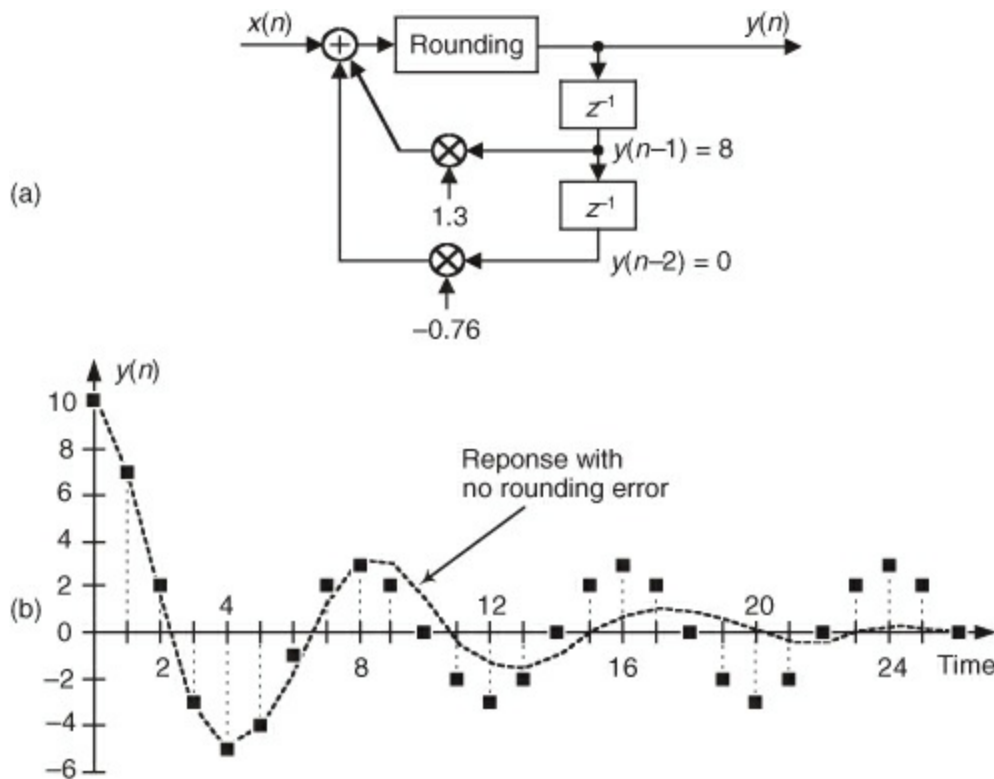 x(n)
y(n)
Rounding
z⁻¹
y(n–1) = 8
(a)
1.3
z⁻¹
y(n–2) = 0
–0.76
y(n)
10
8
6
4
2
0
–2
–4
–6
Reponse with
no rounding error
(b)
4
12
20
2
8
16
24
Time